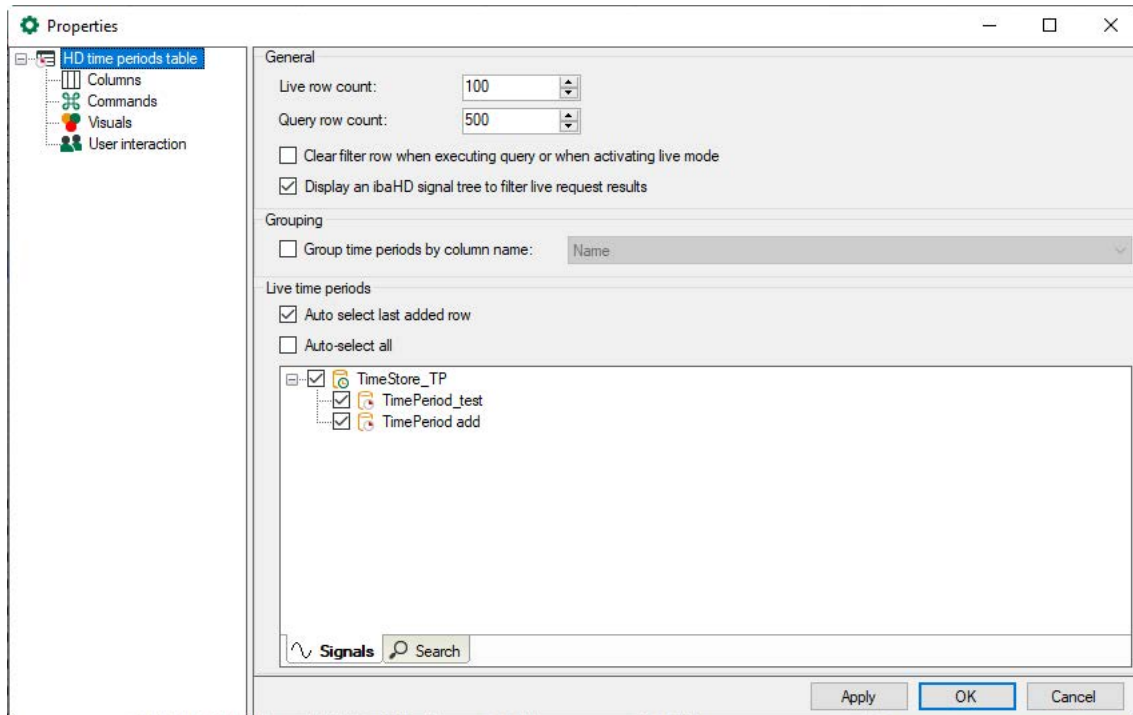 Properties
HD time periods table
Columns
Commands
Visuals
User interaction
General
Live row count: 100
Query row count: 500
Clear filter row when executing query or when activating live mode
Display an ibaHD signal tree to filter live request results
Grouping
Group time periods by column name: Name
Live time periods
Auto select last added row
Auto-select all
TimeStore_TP
TimePeriod_test
TimePeriod add
Signals Search
Apply OK Cancel